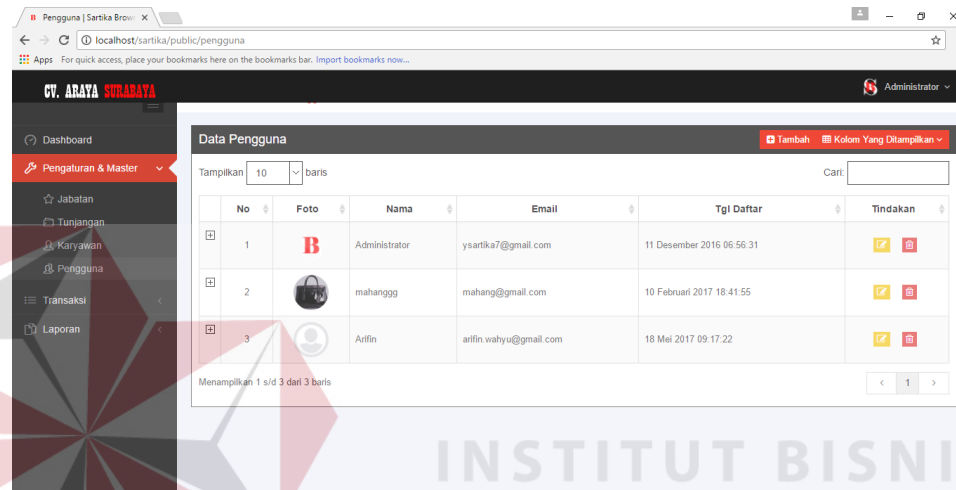 Pengguna | Sartika Brow
localhost/sartika/public/pengguna
Apps For quick access, place your bookmarks here on the bookmarks bar. Import bookmarks now...
CV. ARAYA SURABAYA
Administrator
Dashboard
Pengaturan & Master
Jabatan
Tunjangan
Karyawan
Pengguna
Transaksi
Laporan
Data Pengguna
Tambah Kolom Yang Ditampilkan
Tampilkan 10 baris Cari:
No Foto Nama Email Tgl Daftar Tindakan
1 B Administrator ysartika7@gmail.com 11 Desember 2016 06:56:31
2 mahanggg mahang@gmail.com 10 Februari 2017 18:41:55
3 Arifin arifin.wahyu@gmail.com 18 Mei 2017 09:17:22
Menampilkan 1 s/d 3 dari 3 baris
< 1 >
INSTITUT BISNI